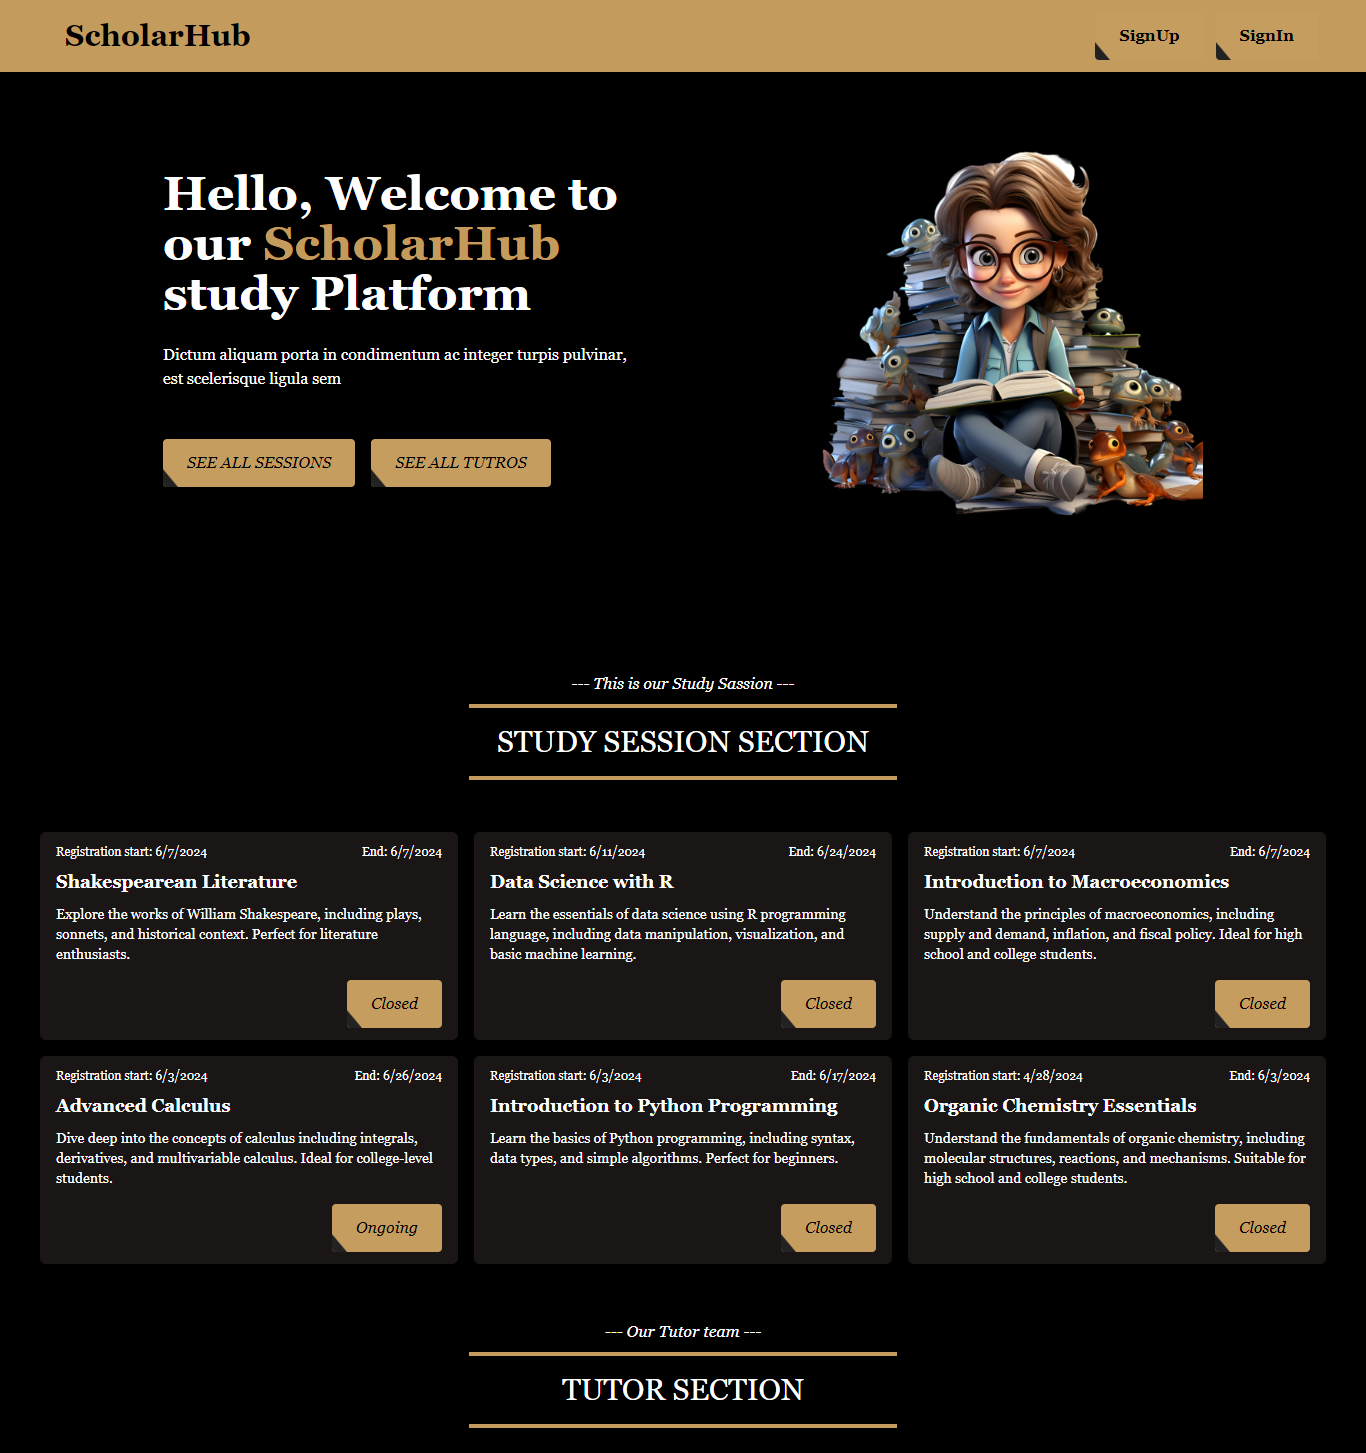 ScholarHub
SignUp
SignIn
Hello, Welcome to
our ScholarHub
study Platform
Dictum aliquam porta in condimentum ac integer turpis pulvinar,
est scelerisque ligula sem
SEE ALL SESSIONS
SEE ALL TUTROS
--- This is our Study Sassion ---
STUDY SESSION SECTION
Registration start: 6/7/2024
End: 6/7/2024
Shakespearean Literature
Explore the works of William Shakespeare, including plays,
sonnets, and historical context. Perfect for literature
enthusiasts.
Closed
Registration start: 6/11/2024
End: 6/24/2024
Data Science with R
Learn the essentials of data science using R programming
language, including data manipulation, visualization, and
basic machine learning.
Closed
Registration start: 6/7/2024
End: 6/7/2024
Introduction to Macroeconomics
Understand the principles of macroeconomics, including
supply and demand, inflation, and fiscal policy. Ideal for high
school and college students.
Closed
Registration start: 6/3/2024
End: 6/26/2024
Advanced Calculus
Dive deep into the concepts of calculus including integrals,
derivatives, and multivariable calculus. Ideal for college-level
students.
Ongoing
Registration start: 6/3/2024
End: 6/17/2024
Introduction to Python Programming
Learn the basics of Python programming, including syntax,
data types, and simple algorithms. Perfect for beginners.
Closed
Registration start: 4/28/2024
End: 6/3/2024
Organic Chemistry Essentials
Understand the fundamentals of organic chemistry, including
molecular structures, reactions, and mechanisms. Suitable for
high school and college students.
Closed
--- Our Tutor team ---
TUTOR SECTION